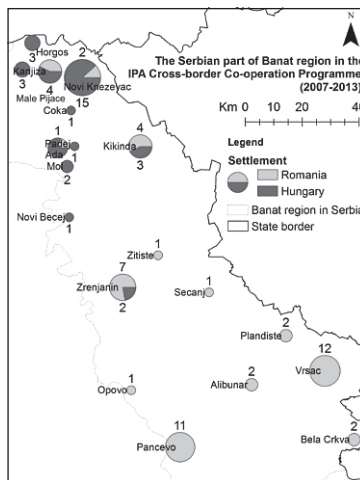 N
The Serbian part of Banat region in the
IPA Cross-border Co-operation Programme
(2007-2013)
Km 0 20 40
Legend
Settlement
Romania
Hungary
Banat region in Serbia
State border
3
Horgos
Kanjiza
3
4
Male Pijace
2
Novi Knezevac
15
Coka
1
1
Padej
1
Ada
Mol
2
4
Kikinda
3
Novi Becej
1
Zitiste
1
7
Zrenjanin
2
1
Secanj
2
Plandiste
12
Vrsac
2
Alibunar
1
Opovo
11
Pancevo
2
Bela Crkva